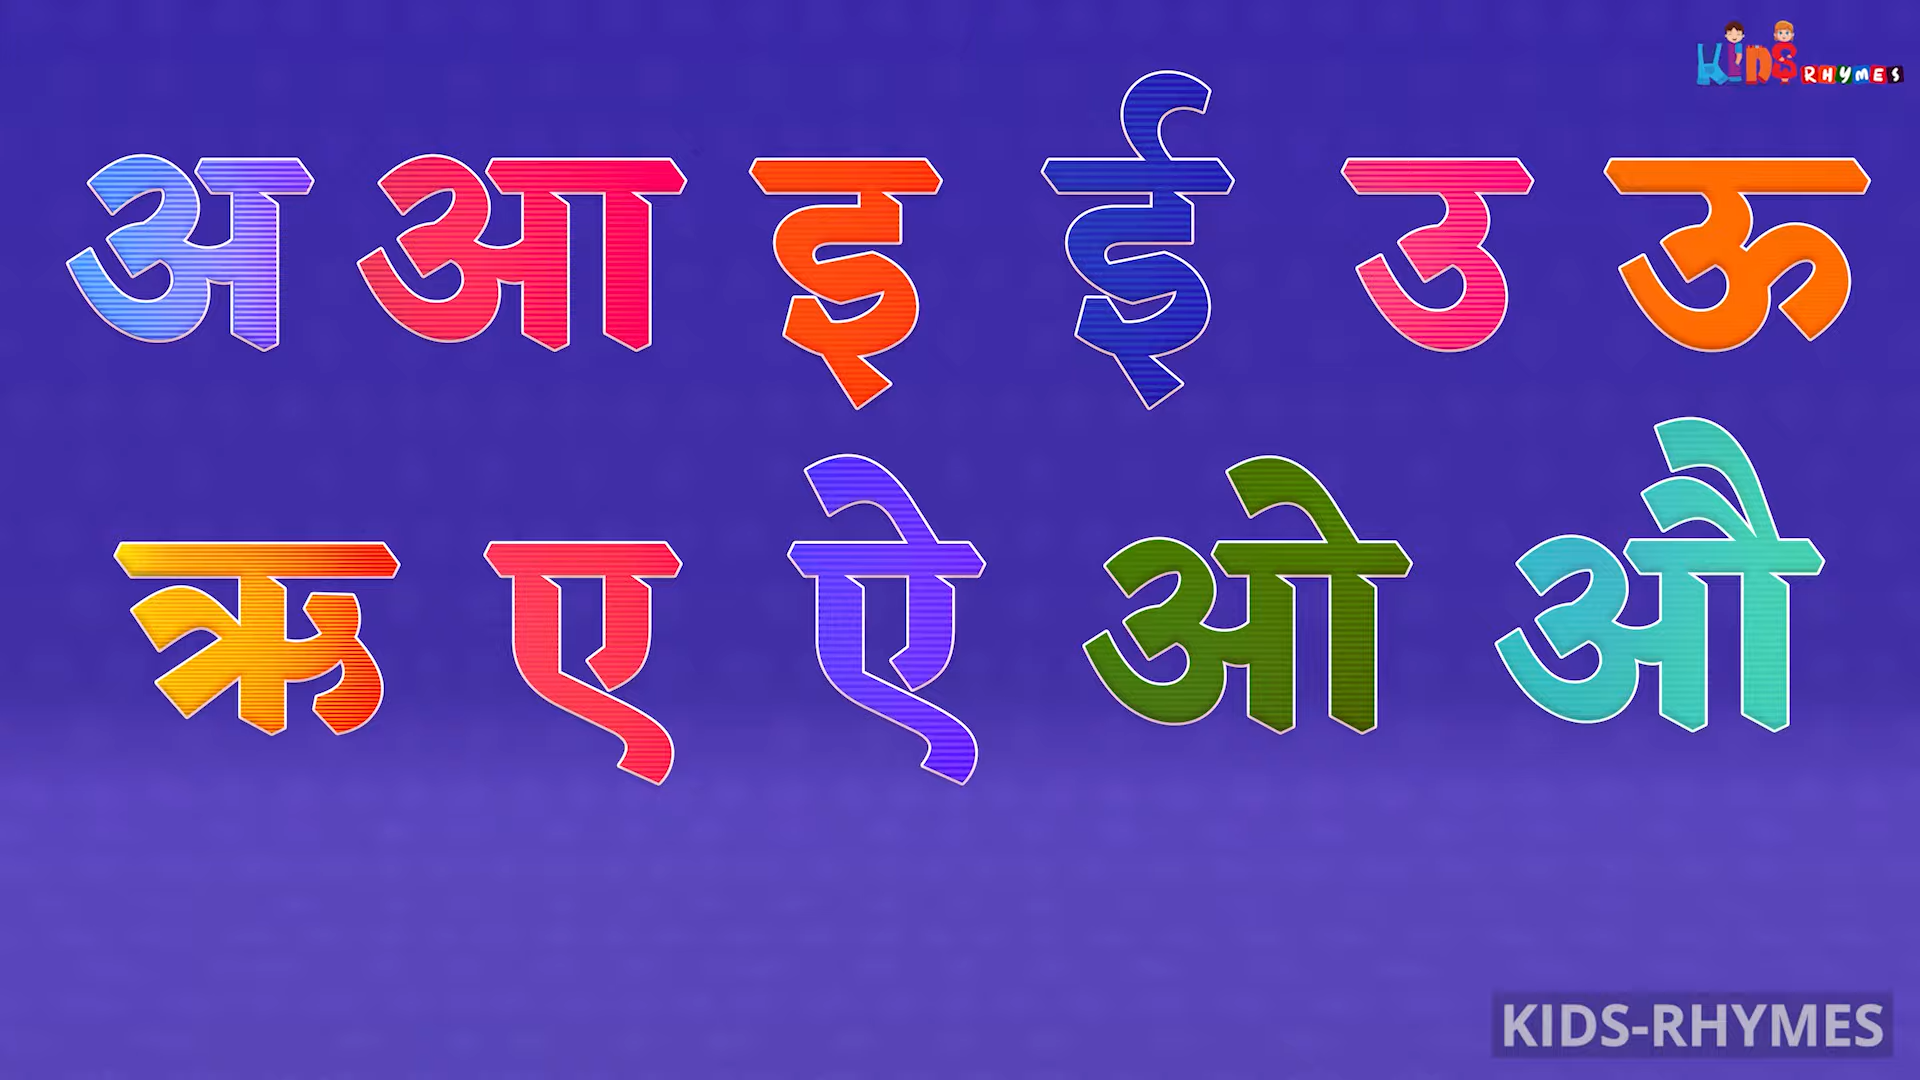 KIDS RHYMES
अ आ इ ई उ ऊ
ऋ ए ऐ ओ औ
KIDS-RHYMES